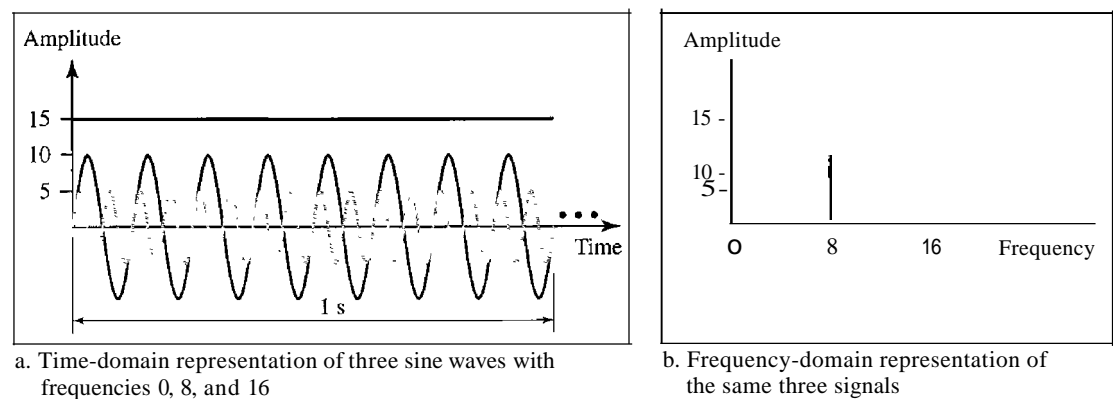 Amplitude
15
10
5
Time
1 s
a. Time-domain representation of three sine waves with
frequencies 0, 8, and 16
Amplitude
15 -
10 -
5 -
0 8 16 Frequency
b. Frequency-domain representation of
the same three signals